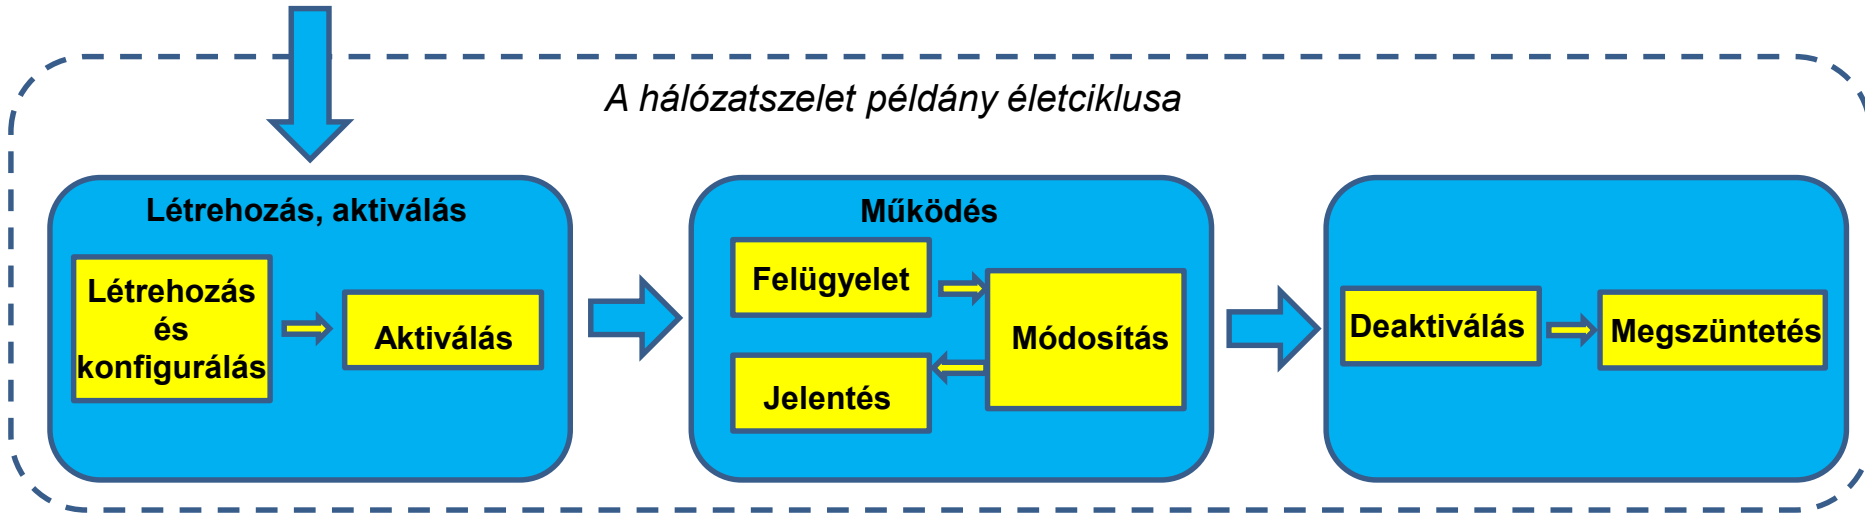 A hálózatszelet példány életciklusa
Létrehozás, aktiválás
Létrehozás
és
konfigurálás
Aktiválás
Működés
Felügyelet
Módosítás
Jelentés
Deaktiválás
Megszüntetés